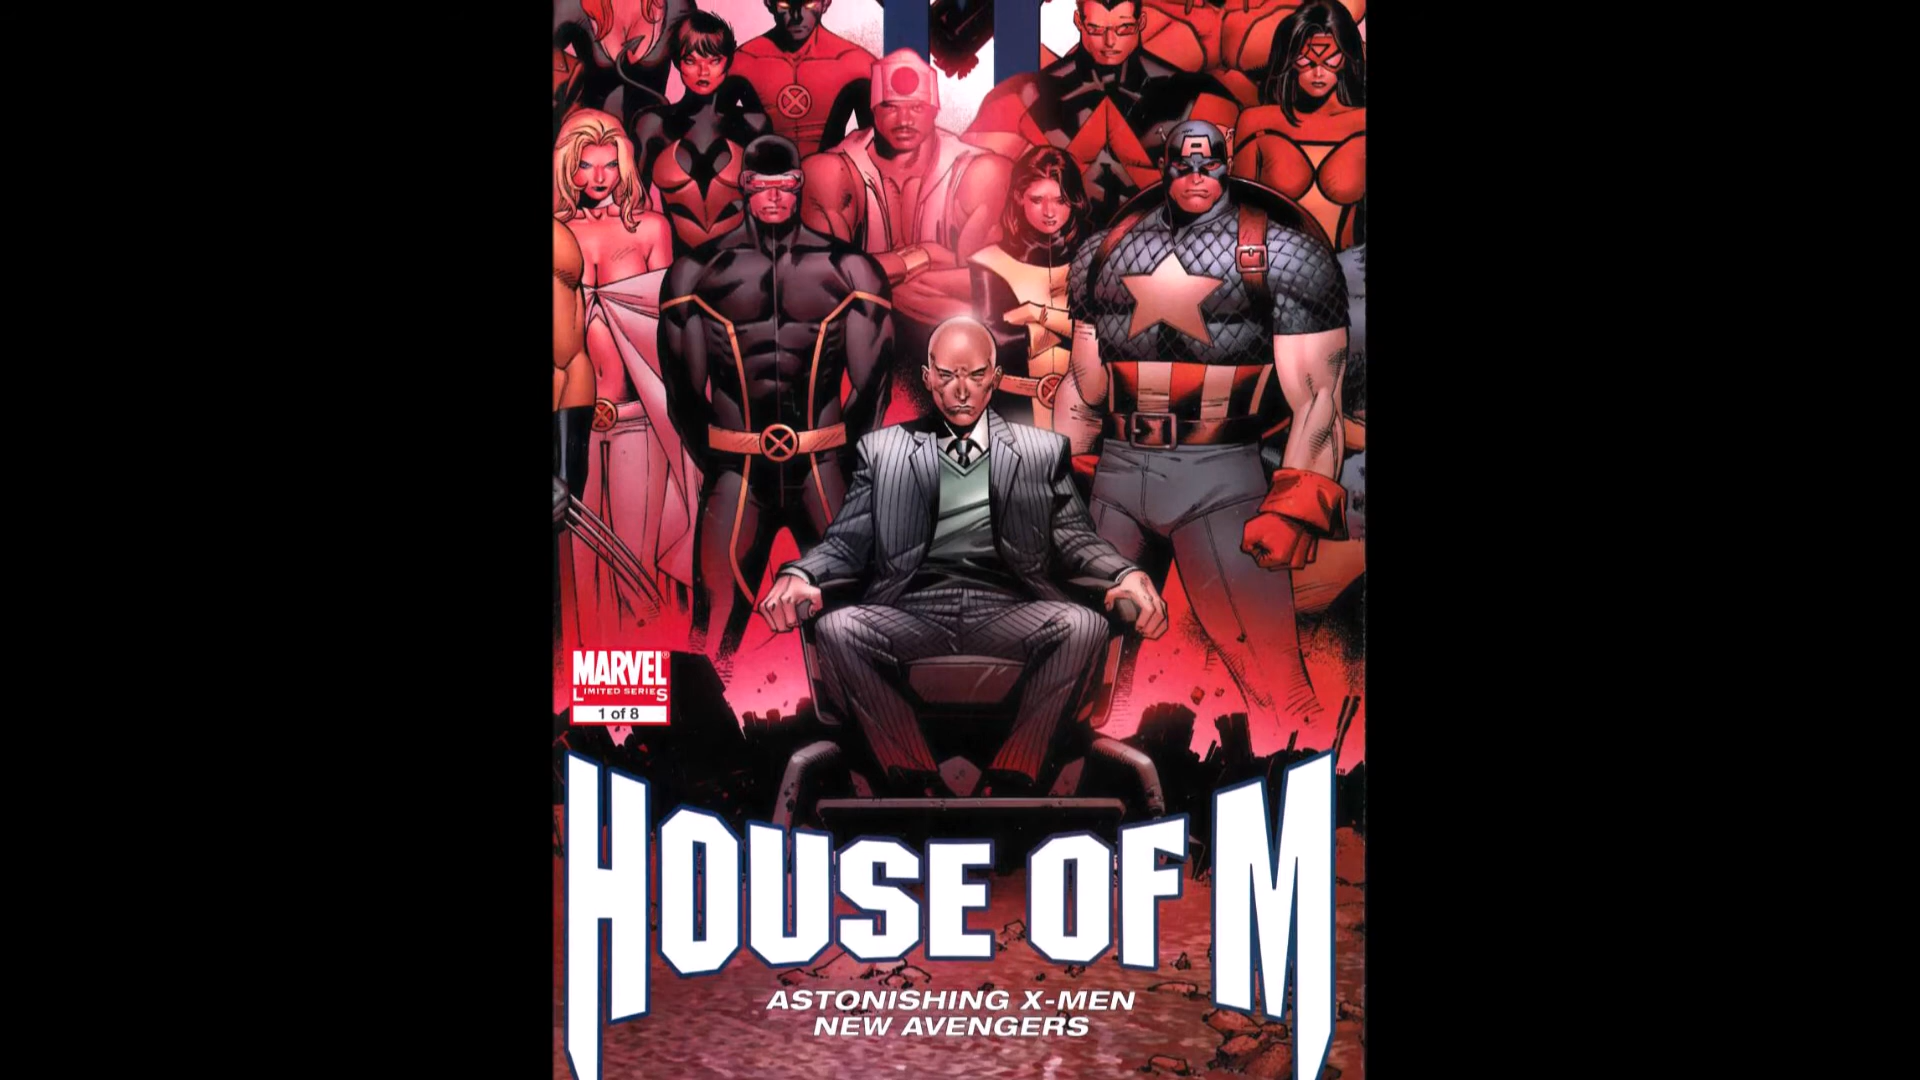 MARVEL®
LIMITED SERIES
1 of 8
HOUSE OF M
ASTONISHING X-MEN
NEW AVENGERS